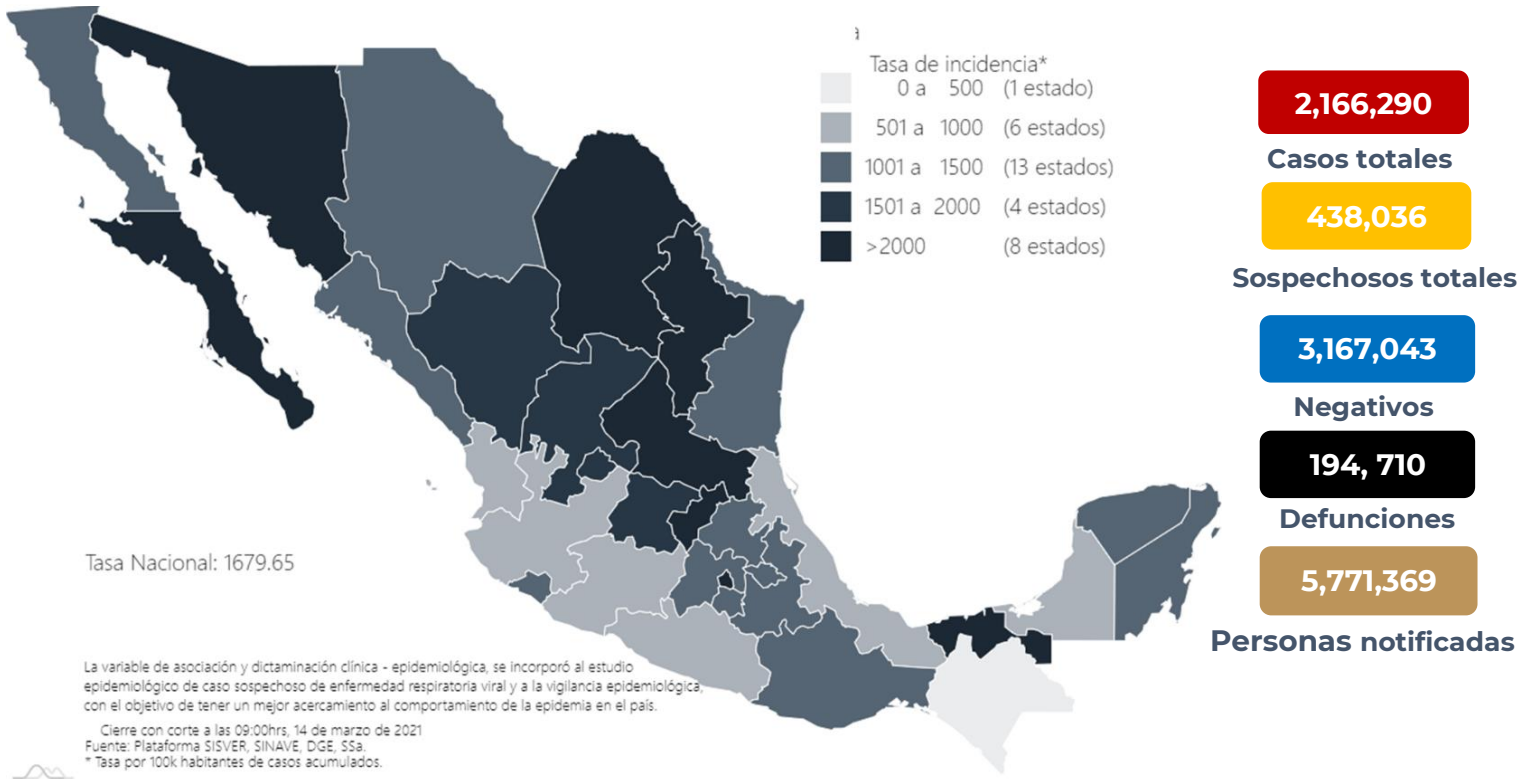 a
Tasa de incidencia*
0 a 500 (1 estado)
501 a 1000 (6 estados)
1001 a 1500 (13 estados)
1501 a 2000 (4 estados)
>2000 (8 estados)
2,166,290
Casos totales
438,036
Sospechosos totales
3,167,043
Negativos
194, 710
Defunciones
5,771,369
Personas notificadas
Tasa Nacional: 1679.65
La variable de asociación y dictaminación clínica - epidemiológica, se incorporó al estudio
epidemiológico de caso sospechoso de enfermedad respiratoria viral y a la vigilancia epidemiológica,
con el objetivo de tener un mejor acercamiento al comportamiento de la epidemia en el país.
Cierre con corte a las 09:00hrs, 14 de marzo de 2021
Fuente: Plataforma SISVER, SINAVE, DGE, SSa.
* Tasa por 100k habitantes de casos acumulados.